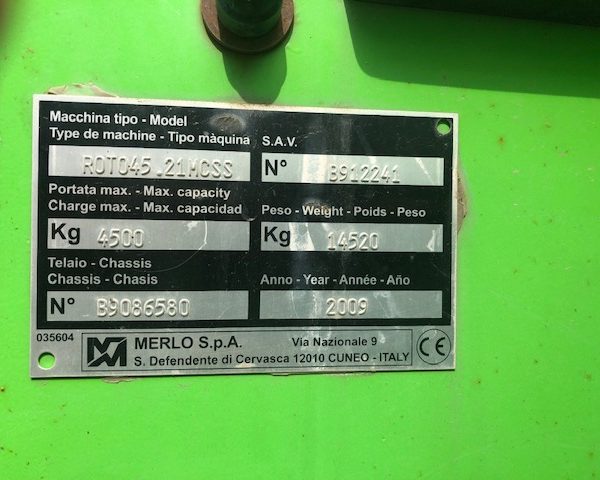 Macchina tipo - Model
Type de machine - Tipo màquina S.A.V.
ROTO45.21MCSS N° B912241
Portata max. - Max. capacity
Charge max. - Max. capacidad Peso - Weight - Poids - Peso
Kg 4500 Kg 14520
Telaio - Chassis
Chassis - Chasis Anno - Year - Année - Año
N° B9086580 2009
035604 MERLO S.p.A. Via Nazionale 9
S. Defendente di Cervasca 12010 CUNEO - ITALY CE